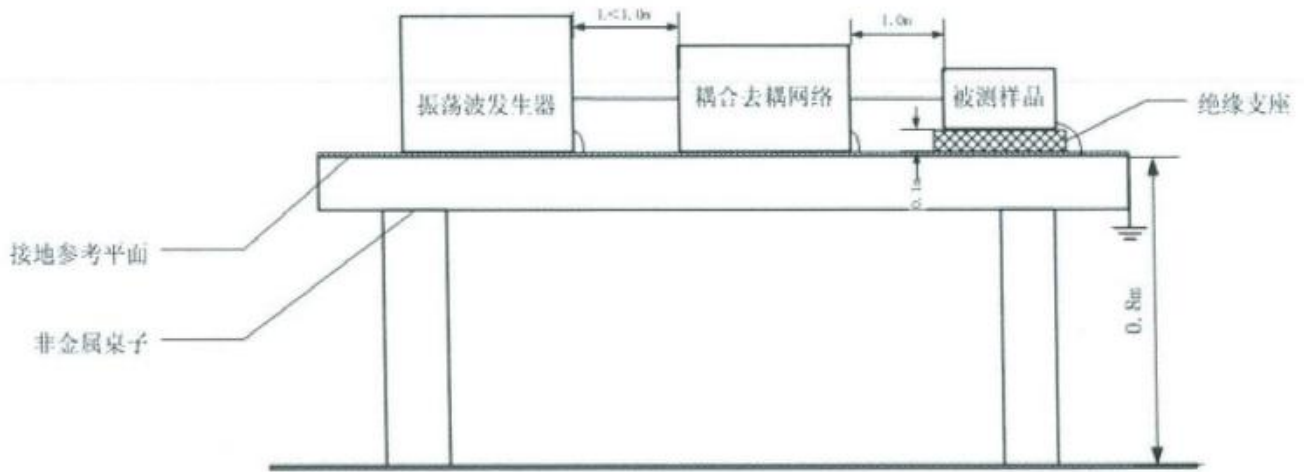 L<1.0m
1.0m
振荡波发生器
耦合去耦网络
被测样品
绝缘支座
0.1m
接地参考平面
0.8m
非金属桌子